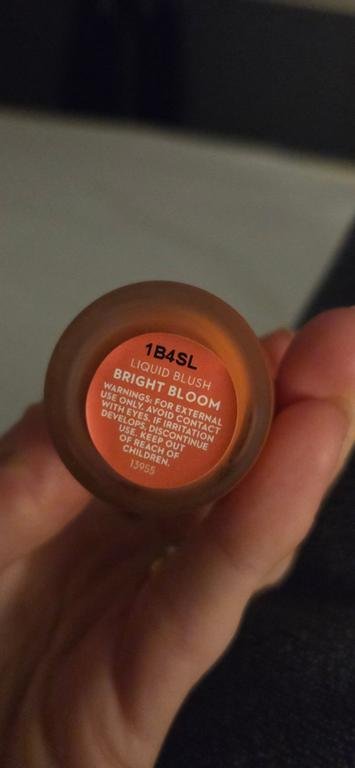 1B4SL
LIQUID BLUSH
BRIGHT BLOOM
WARNINGS: FOR EXTERNAL
USE ONLY. AVOID CONTACT
WITH EYES. IF IRRITATION
DEVELOPS, DISCONTINUE
USE. KEEP OUT
OF REACH OF
CHILDREN.
13955